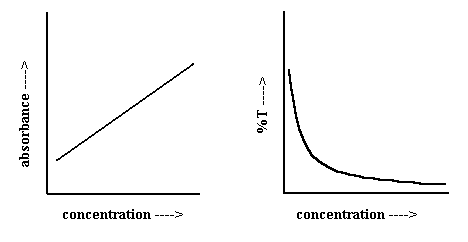 absorbance ---->
concentration ---->
%T ---->
concentration ---->